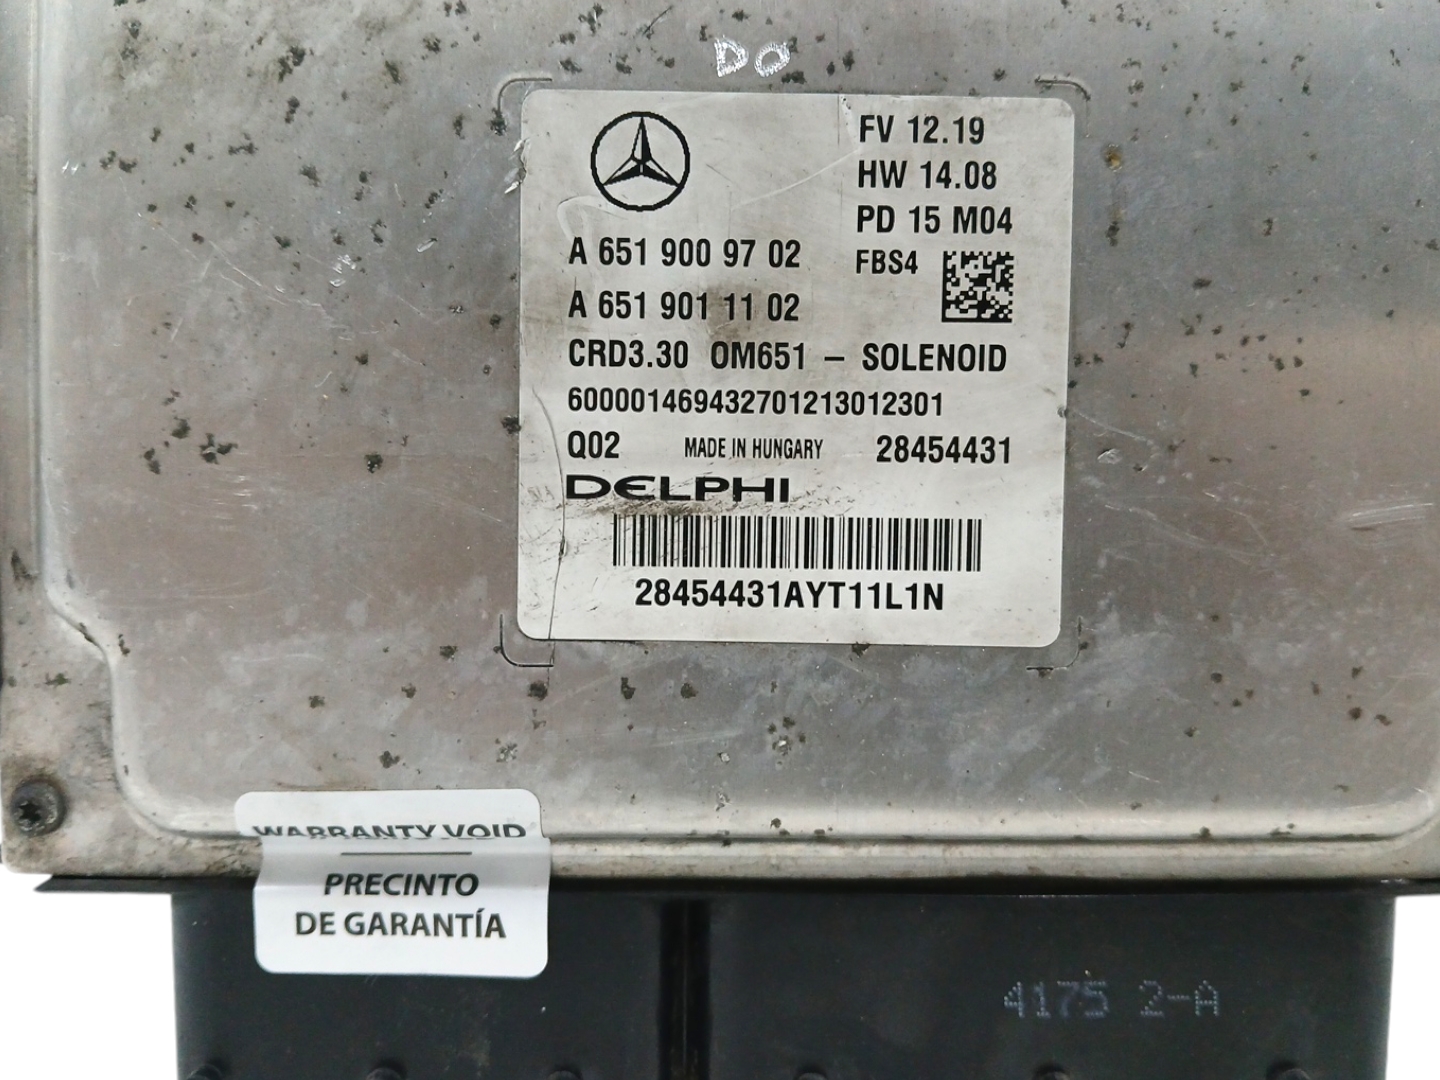 DO
FV 12.19
HW 14.08
PD 15 M04
A 651 900 97 02
FBS4
A 651 901 11 02
CRD3.30 OM651 – SOLENOID
600001469432701213012301
Q02 MADE IN HUNGARY 28454431
DELPHI
28454431AYT11L1N
WARRANTY VOID
PRECINTO
DE GARANTÍA
4175 2-A